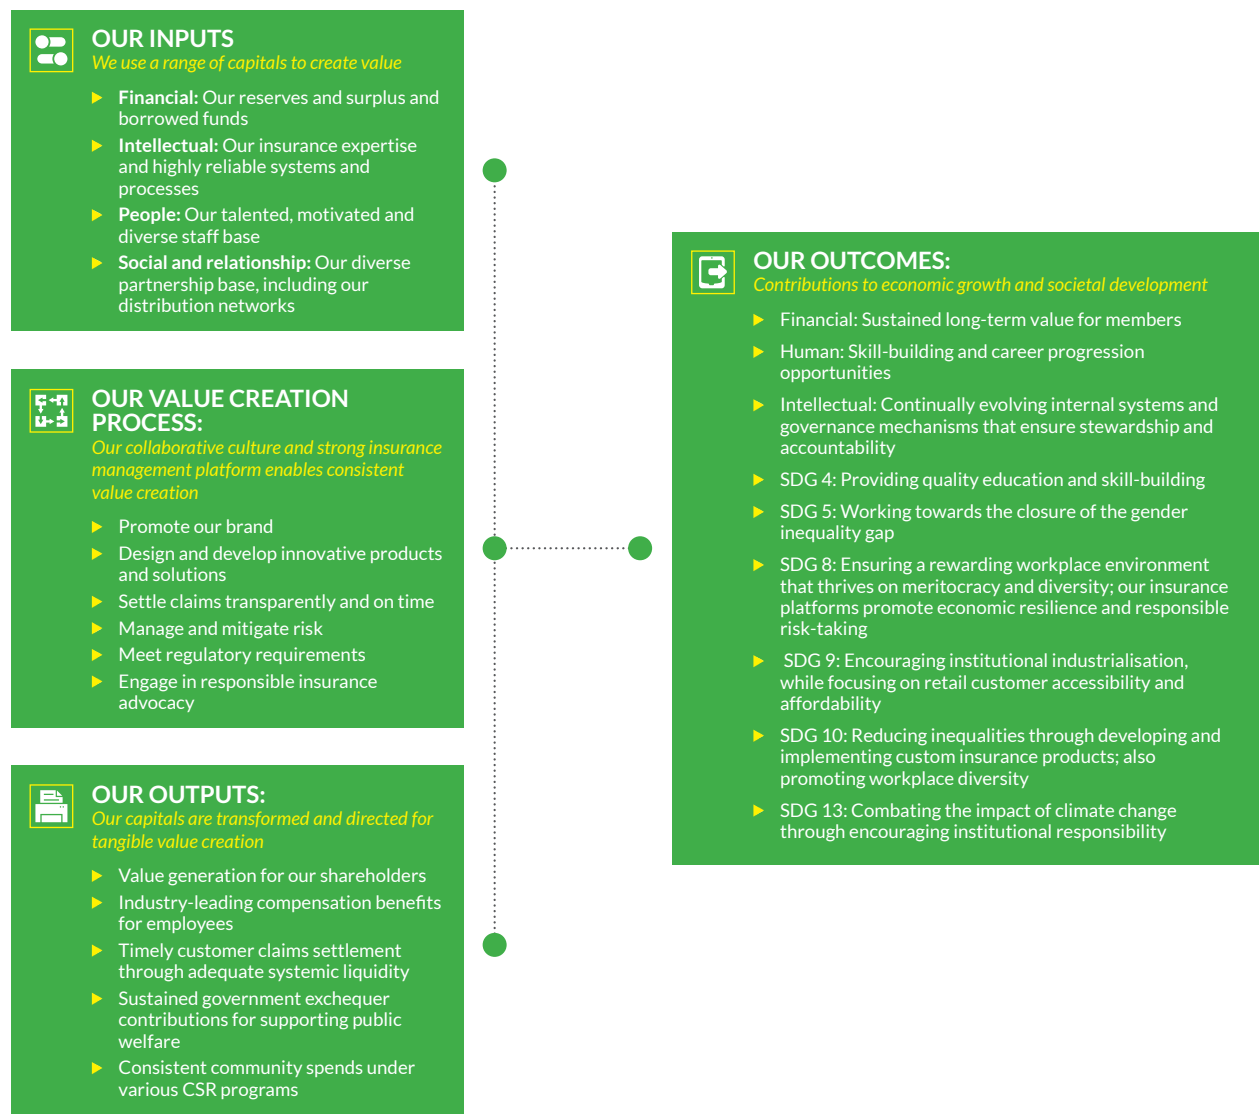 OUR INPUTS
We use a range of capitals to create value
Financial: Our reserves and surplus and
borrowed funds
Intellectual: Our insurance expertise
and highly reliable systems and
processes
People: Our talented, motivated and
diverse staff base
Social and relationship: Our diverse
partnership base, including our
distribution networks
OUR VALUE CREATION
PROCESS:
Our collaborative culture and strong insurance
management platform enables consistent
value creation
Promote our brand
Design and develop innovative products
and solutions
Settle claims transparently and on time
Manage and mitigate risk
Meet regulatory requirements
Engage in responsible insurance
advocacy
OUR OUTPUTS:
Our capitals are transformed and directed for
tangible value creation
Value generation for our shareholders
Industry-leading compensation benefits
for employees
Timely customer claims settlement
through adequate systemic liquidity
Sustained government exchequer
contributions for supporting public
welfare
Consistent community spends under
various CSR programs
OUR OUTCOMES:
Contributions to economic growth and societal development
Financial: Sustained long-term value for members
Human: Skill-building and career progression
opportunities
Intellectual: Continually evolving internal systems and
governance mechanisms that ensure stewardship and
accountability
SDG 4: Providing quality education and skill-building
SDG 5: Working towards the closure of the gender
inequality gap
SDG 8: Ensuring a rewarding workplace environment
that thrives on meritocracy and diversity; our insurance
platforms promote economic resilience and responsible
risk-taking
SDG 9: Encouraging institutional industrialisation,
while focusing on retail customer accessibility and
affordability
SDG 10: Reducing inequalities through developing and
implementing custom insurance products; also
promoting workplace diversity
SDG 13: Combating the impact of climate change
through encouraging institutional responsibility